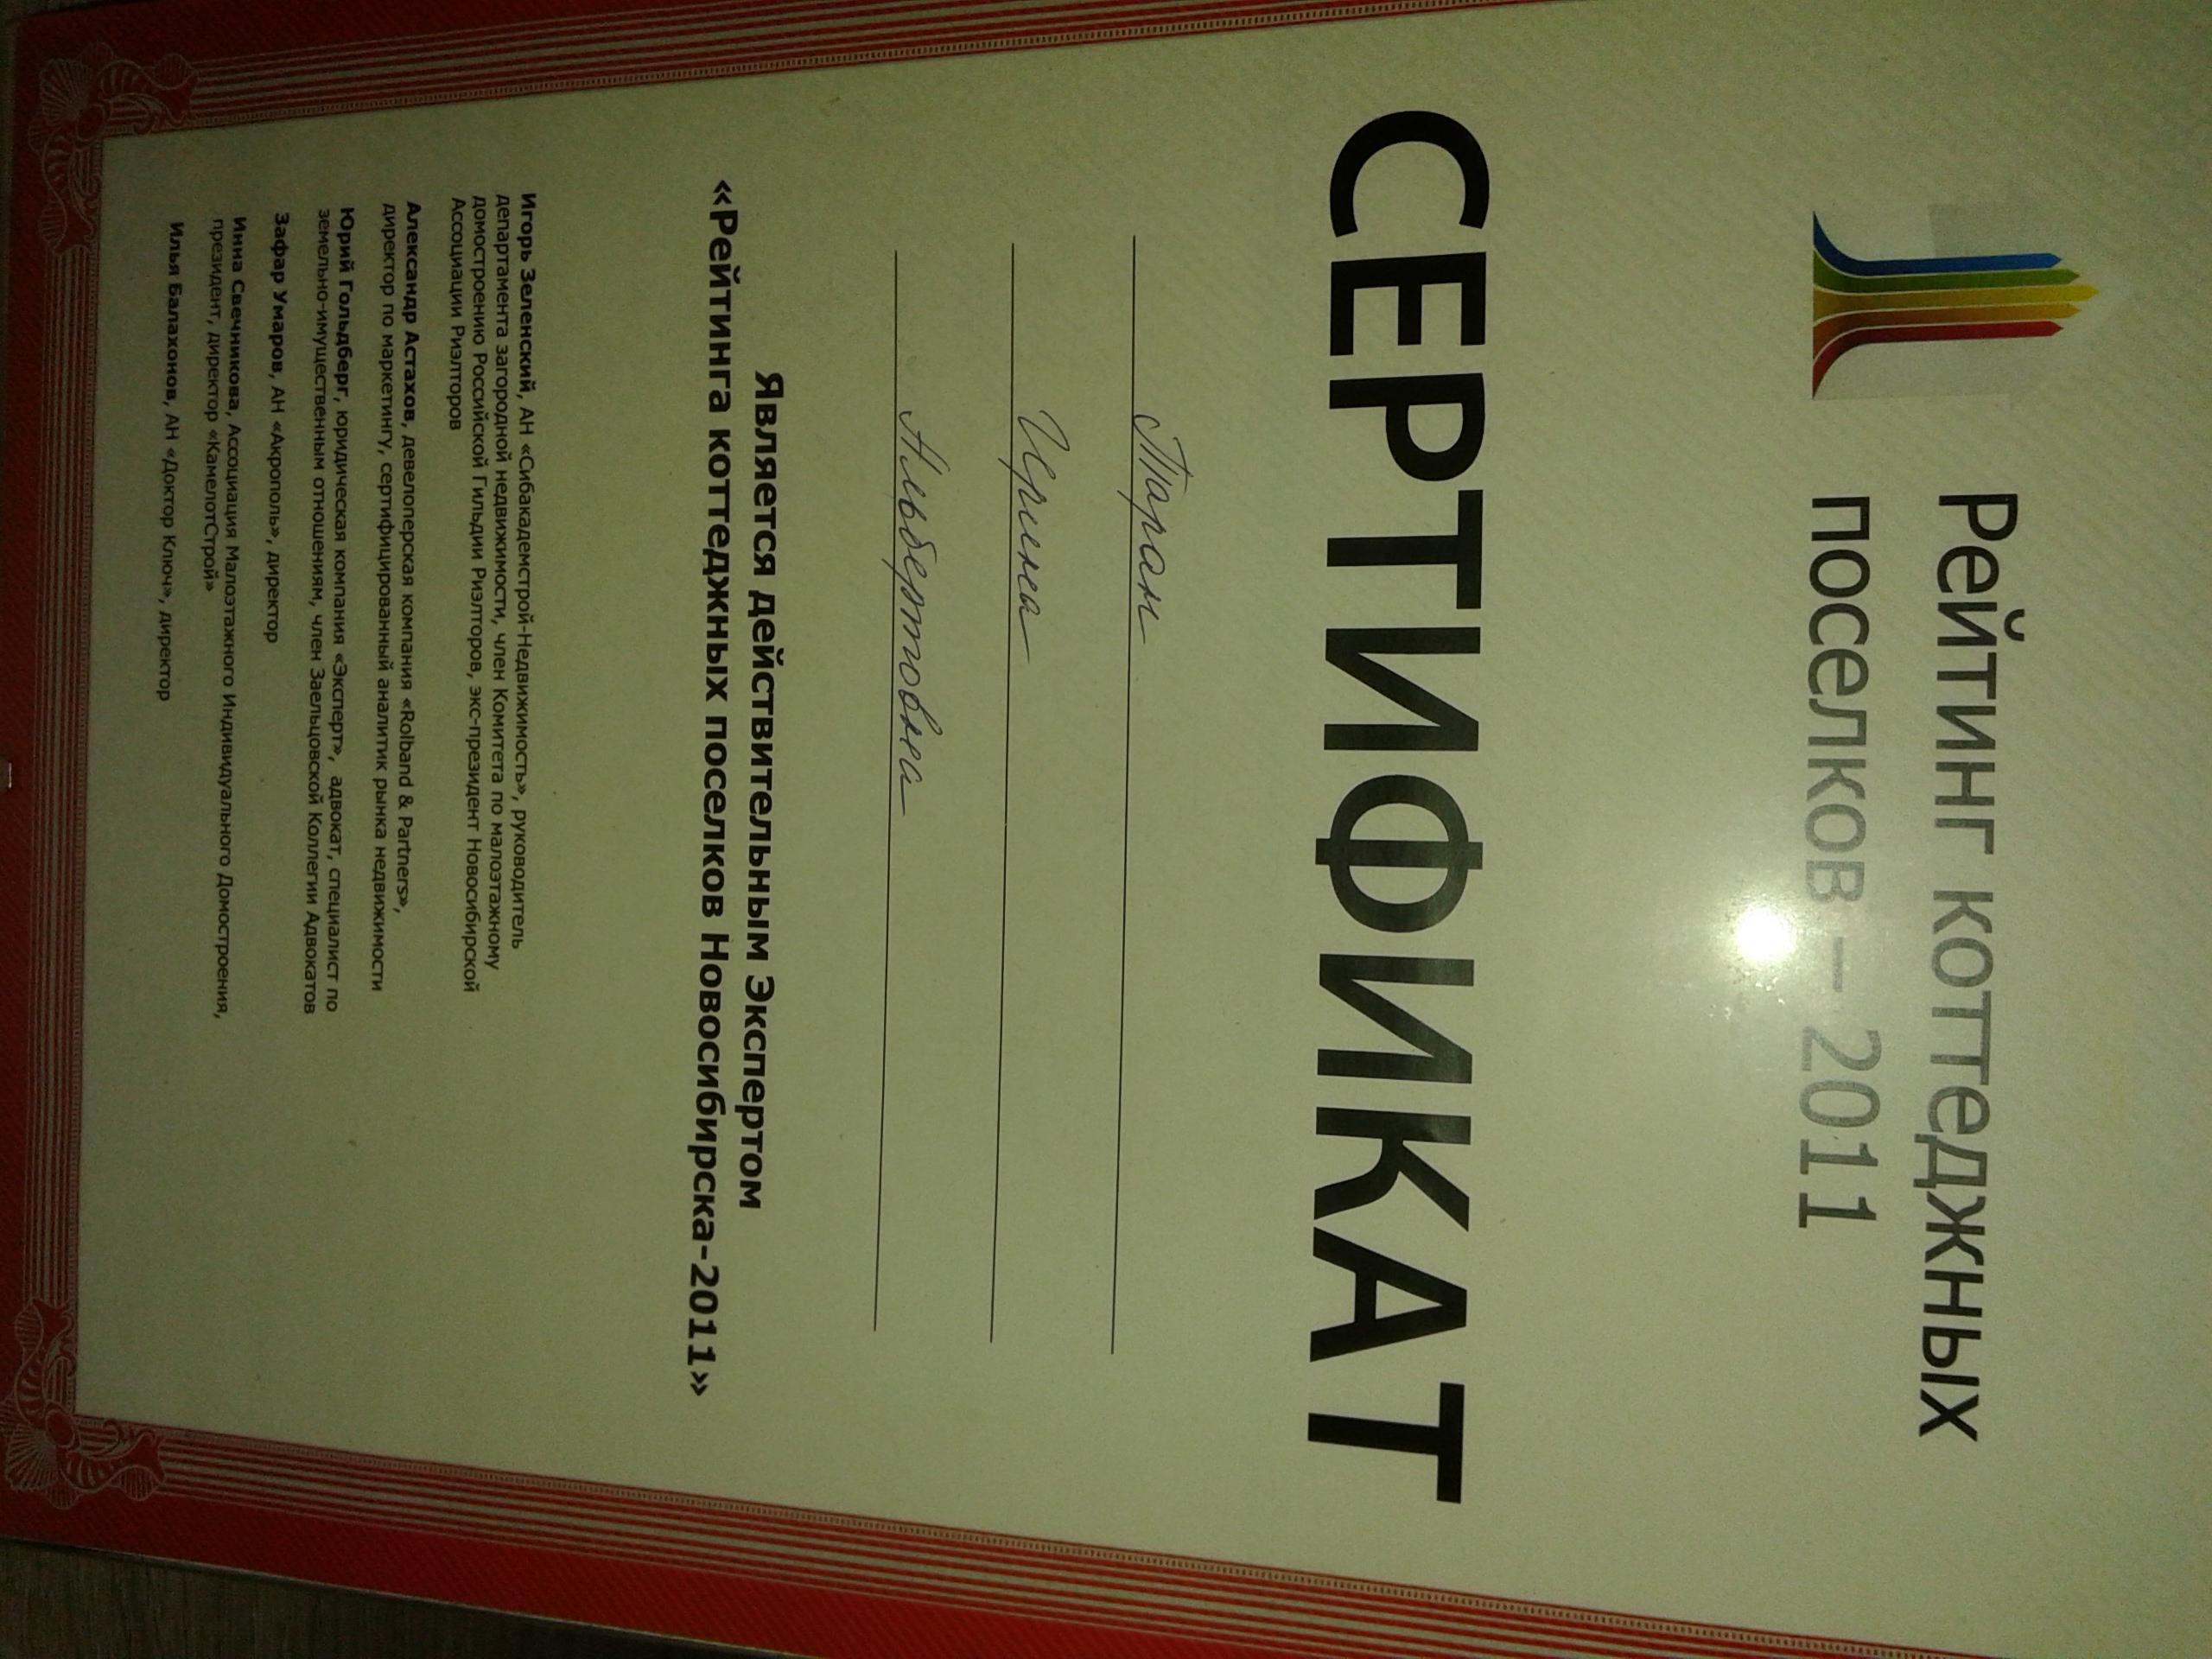 Рейтинг коттеджных
поселков – 2011
СЕРТИФИКАТ
Таран
Ирина
Альбертовна
Является действительным Экспертом
«Рейтинга коттеджных поселков Новосибирска-2011»
Игорь Зеленский, АН «Сибакадемстрой-Недвижимость», руководитель
департамента загородной недвижимости, член Комитета по малоэтажному
домостроению Российской Гильдии Риэлторов, экс-президент Новосибирской
Ассоциации Риэлторов
Александр Астахов, девелоперская компания «Rolband & Partners»,
директор по маркетингу, сертифицированный аналитик рынка недвижимости
Юрий Гольдберг, юридическая компания «Эксперт», адвокат, специалист по
земельно-имущественным отношениям, член Заельцовской Коллегии Адвокатов
Зафар Умаров, АН «Акрополь», директор
Инна Свечникова, Ассоциация Малоэтажного Индивидуального Домостроения,
президент, директор «КамелотСтрой»
Илья Балахонов, АН «Доктор Ключ», директор